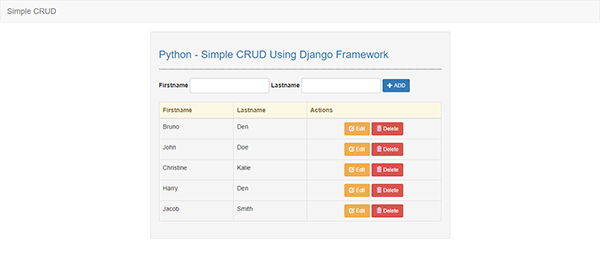 Simple CRUD
Python - Simple CRUD Using Django Framework
Firstname Lastname ADD
Firstname Lastname Actions
Bruno Den Edit Delete
John Doe Edit Delete
Christine Kalie Edit Delete
Harry Den Edit Delete
Jacob Smith Edit Delete